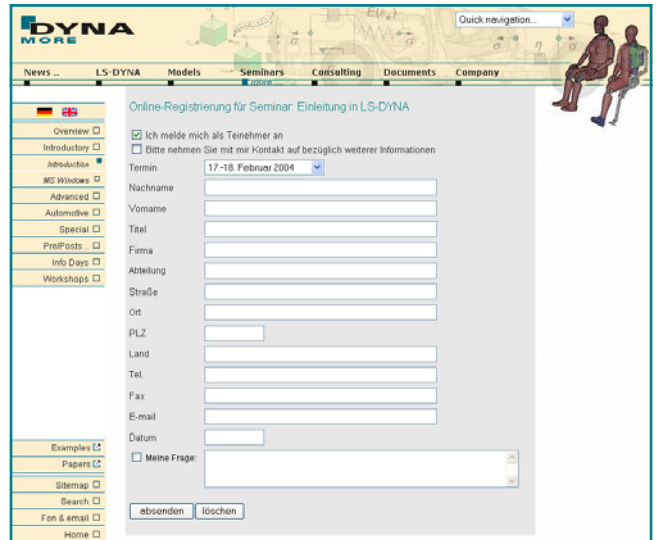 DYNA
MORE
E(εᵧ)
Quick navigation...
σ
η
σ
News ..
LS-DYNA
Models
Seminars
Consulting
Documents
Company
more
Overview
Introductory
Introduction
MS Windows
Advanced
Automotive
Special
Pre/Posts ..
Info Days
Workshops
Examples
Papers
Sitemap
Search
Fon & email
Home
Online-Registrierung für Seminar: Einleitung in LS-DYNA
Ich melde mich als Teinehmer an
Bitte nehmen Sie mit mir Kontakt auf bezüglich weiterer Informationen
Termin 17.-18. Februar 2004
Nachname
Vorname
Titel
Firma
Abteilung
Straße
Ort
PLZ
Land
Tel.
Fax
E-mail
Datum
Meine Frage:
absenden löschen